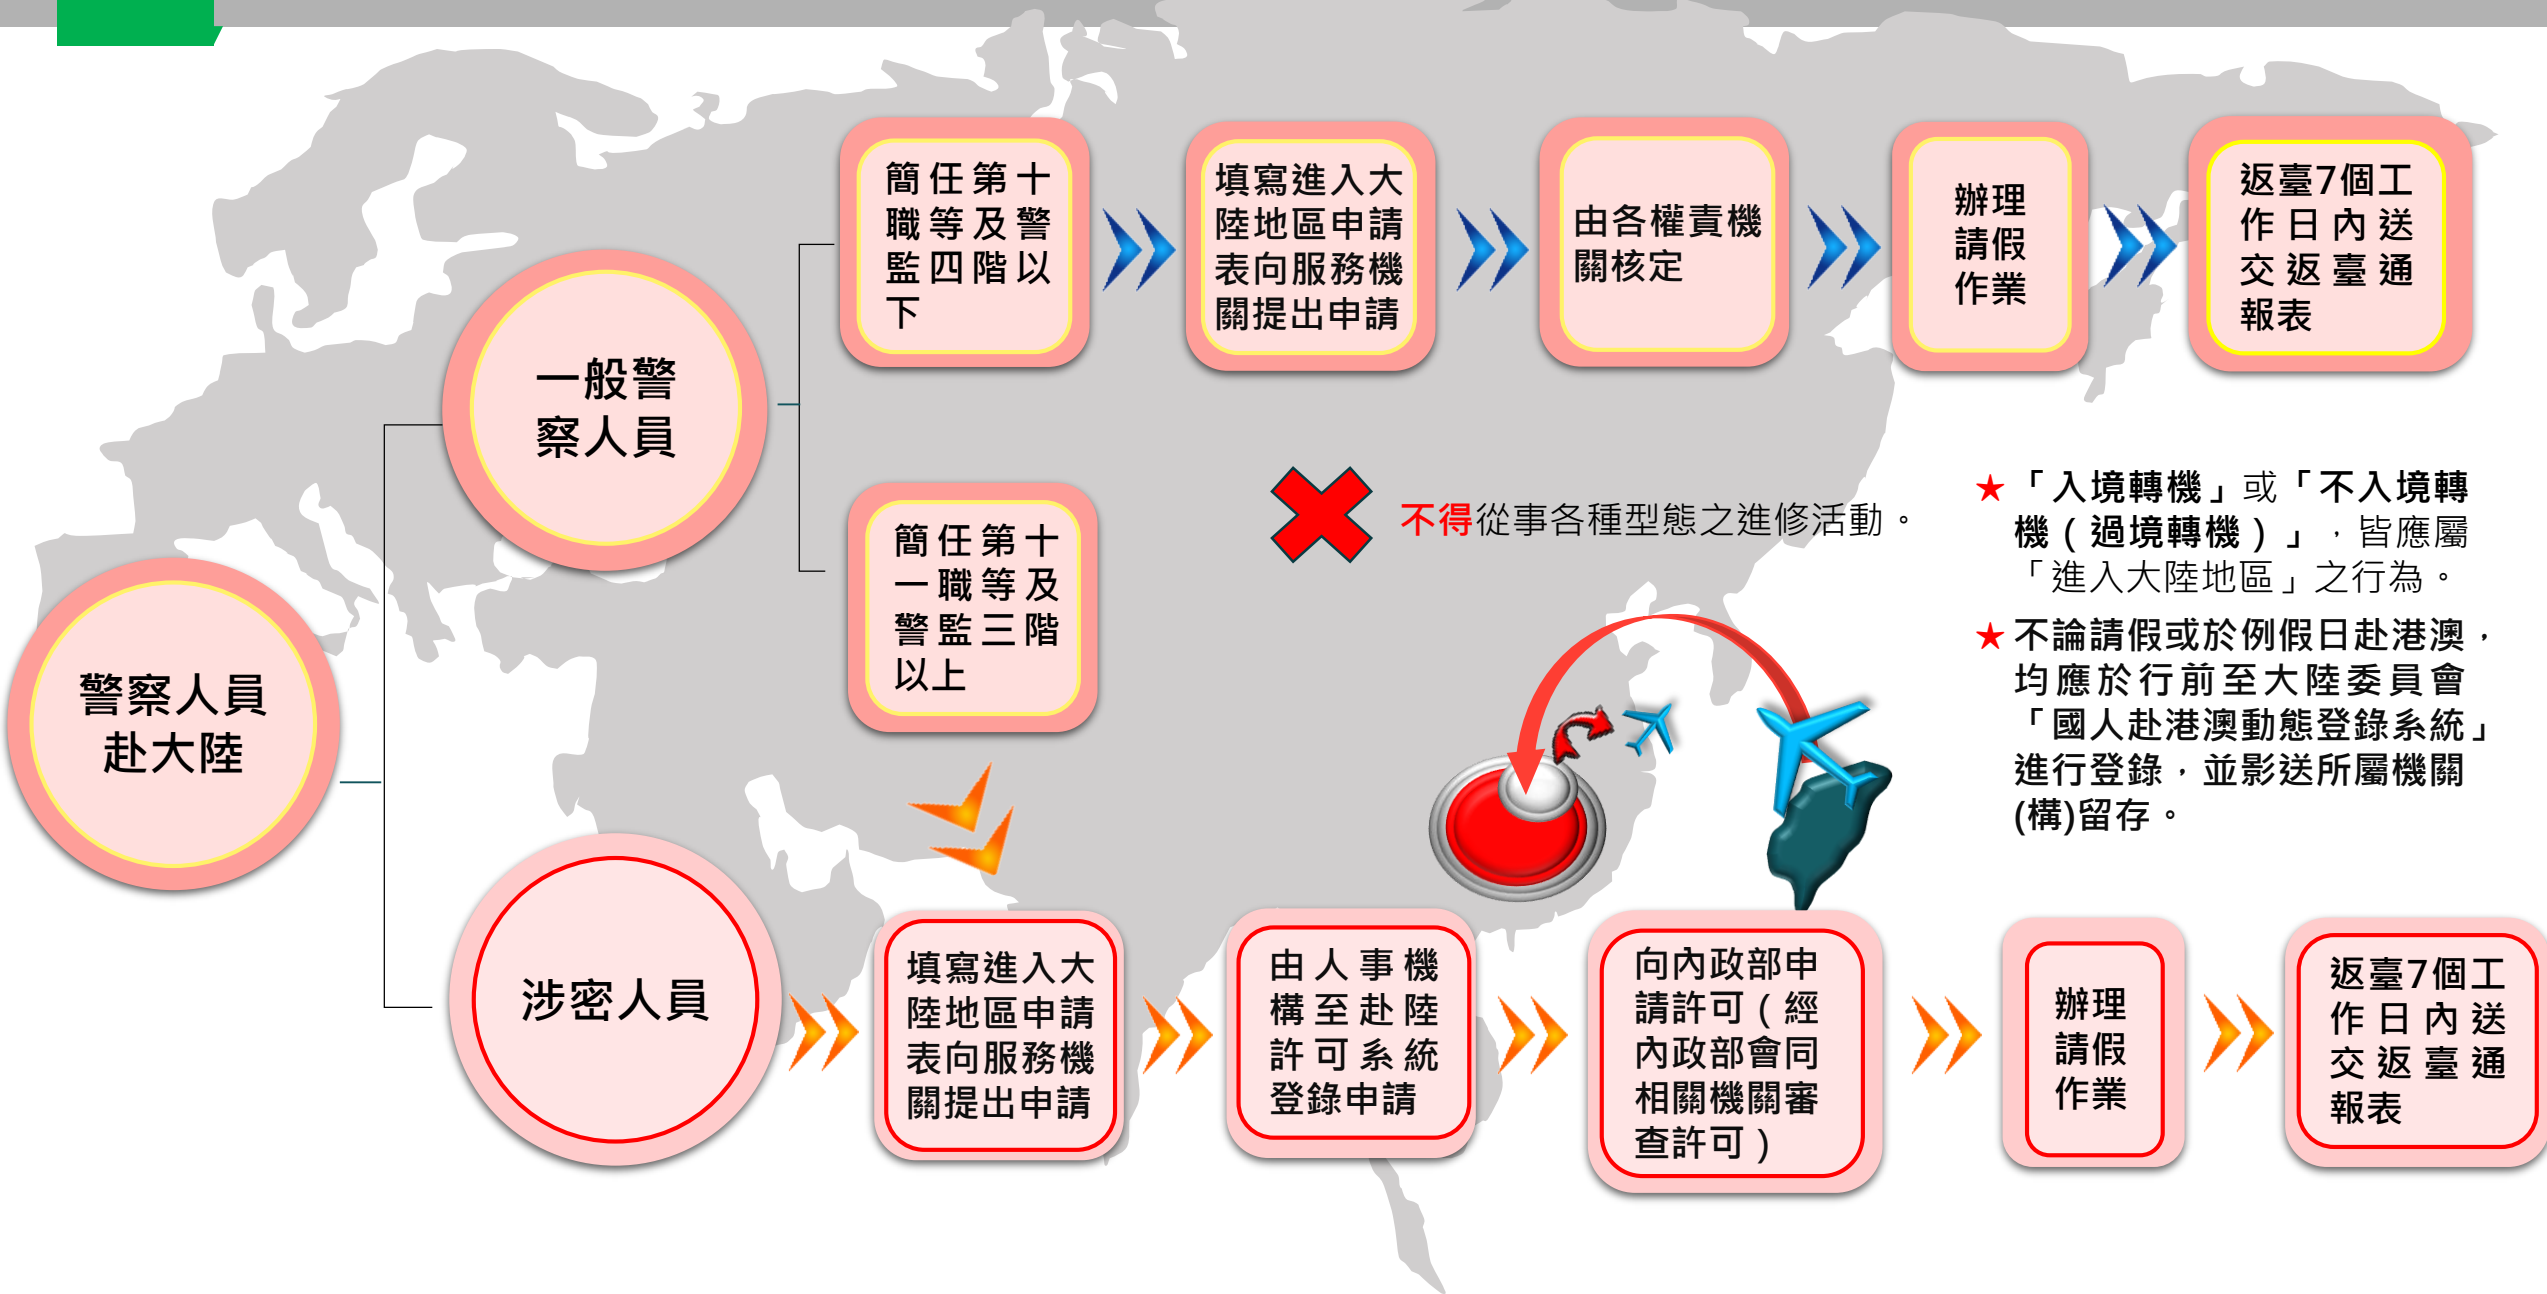 警察人員
赴大陸
一般警
察人員
簡任第十
職等及警
監四階以
下
填寫進入大
陸地區申請
表向服務機
關提出申請
由各權責機
關核定
辦理
請假
作業
返臺7個工
作日內送
交返臺通
報表
簡任第十
一職等及
警監三階
以上
不得從事各種型態之進修活動。
★「入境轉機」或「不入境轉
機（過境轉機）」，皆應屬
「進入大陸地區」之行為。
★不論請假或於例假日赴港澳，
均應於行前至大陸委員會
「國人赴港澳動態登錄系統」
進行登錄，並影送所屬機關
(構)留存。
涉密人員
填寫進入大
陸地區申請
表向服務機
關提出申請
由人事機
構至赴陸
許可系統
登錄申請
向內政部申
請許可（經
內政部會同
相關機關審
查許可）
辦理
請假
作業
返臺7個工
作日內送
交返臺通
報表